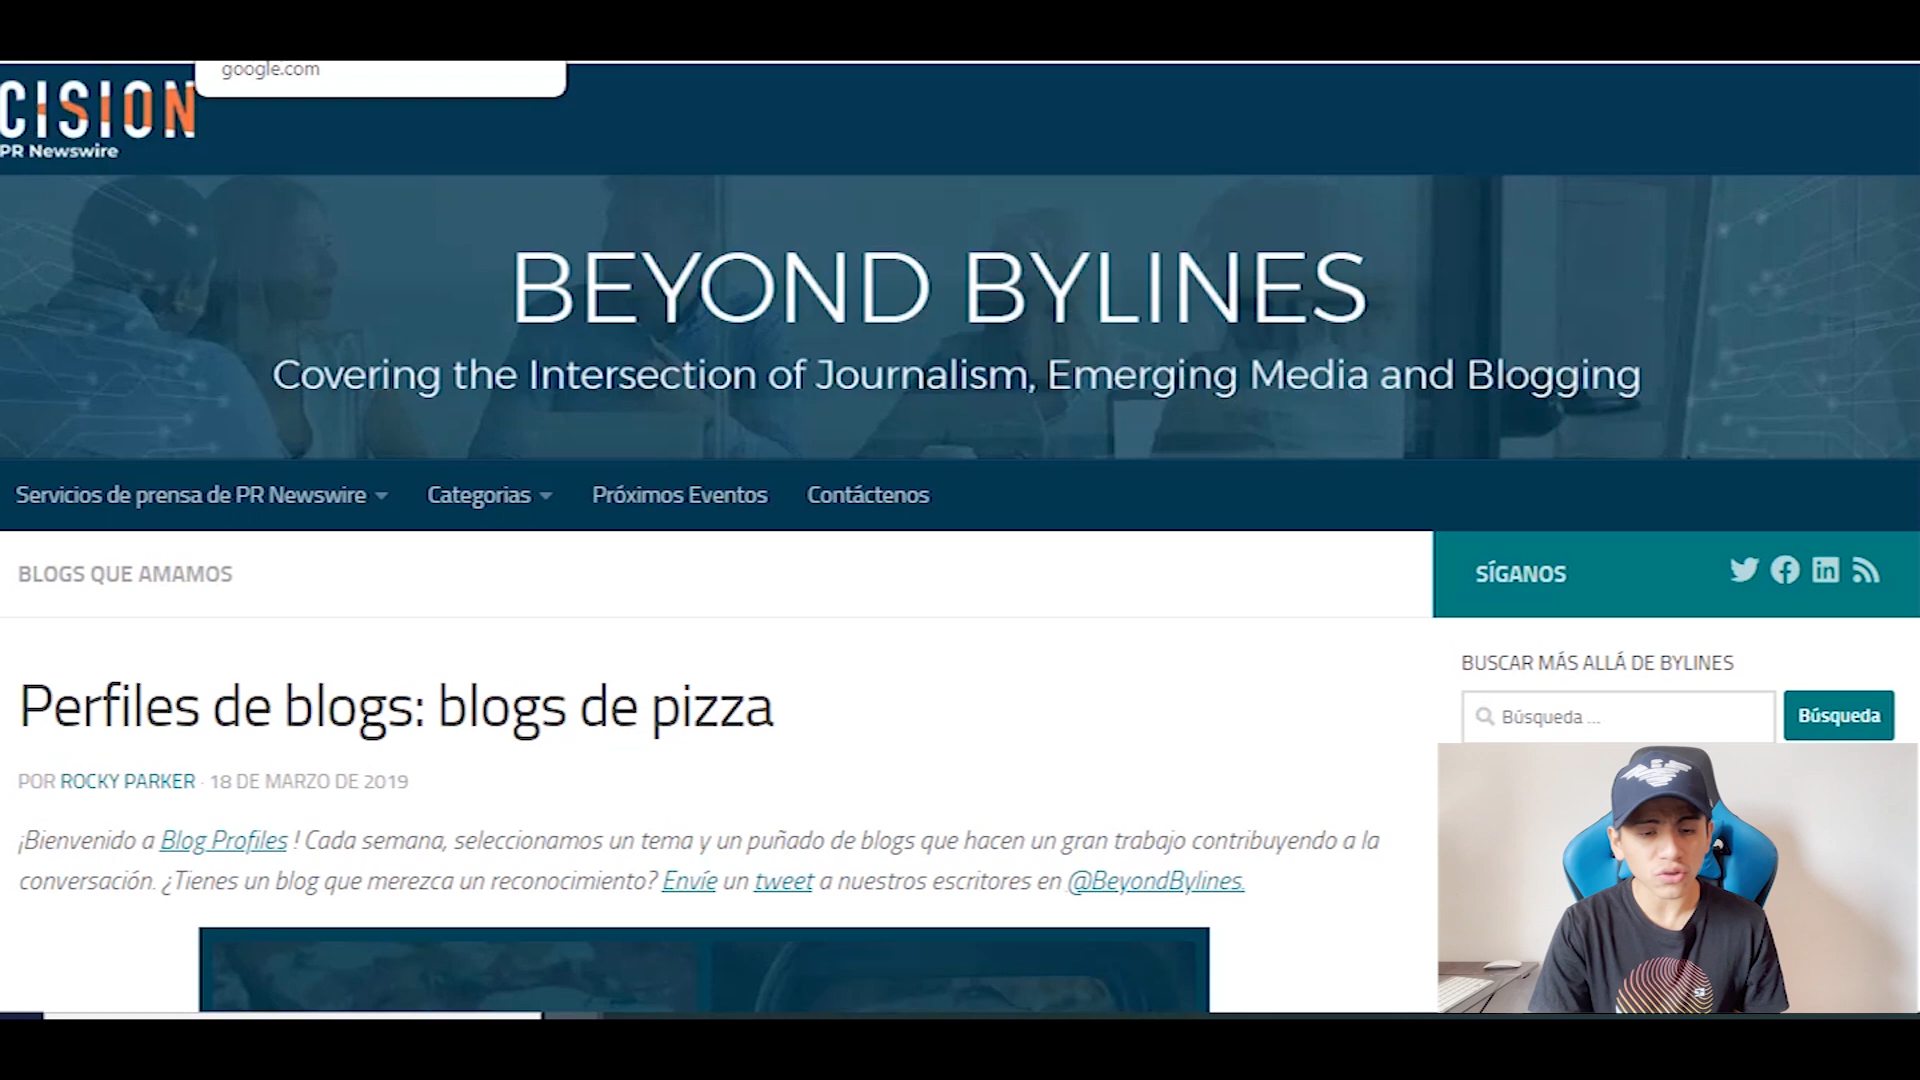 google.com
CISION
PR Newswire
BEYOND BYLINES
Covering the Intersection of Journalism, Emerging Media and Blogging
Servicios de prensa de PR Newswire Categorias Próximos Eventos Contáctenos
BLOGS QUE AMAMOS
SÍGANOS
Perfiles de blogs: blogs de pizza
POR ROCKY PARKER · 18 DE MARZO DE 2019
¡Bienvenido a Blog Profiles ! Cada semana, seleccionamos un tema y un puñado de blogs que hacen un gran trabajo contribuyendo a la
conversación. ¿Tienes un blog que merezca un reconocimiento? Envíe un tweet a nuestros escritores en @BeyondBylines.
BUSCAR MÁS ALLÁ DE BYLINES
Búsqueda ... Búsqueda